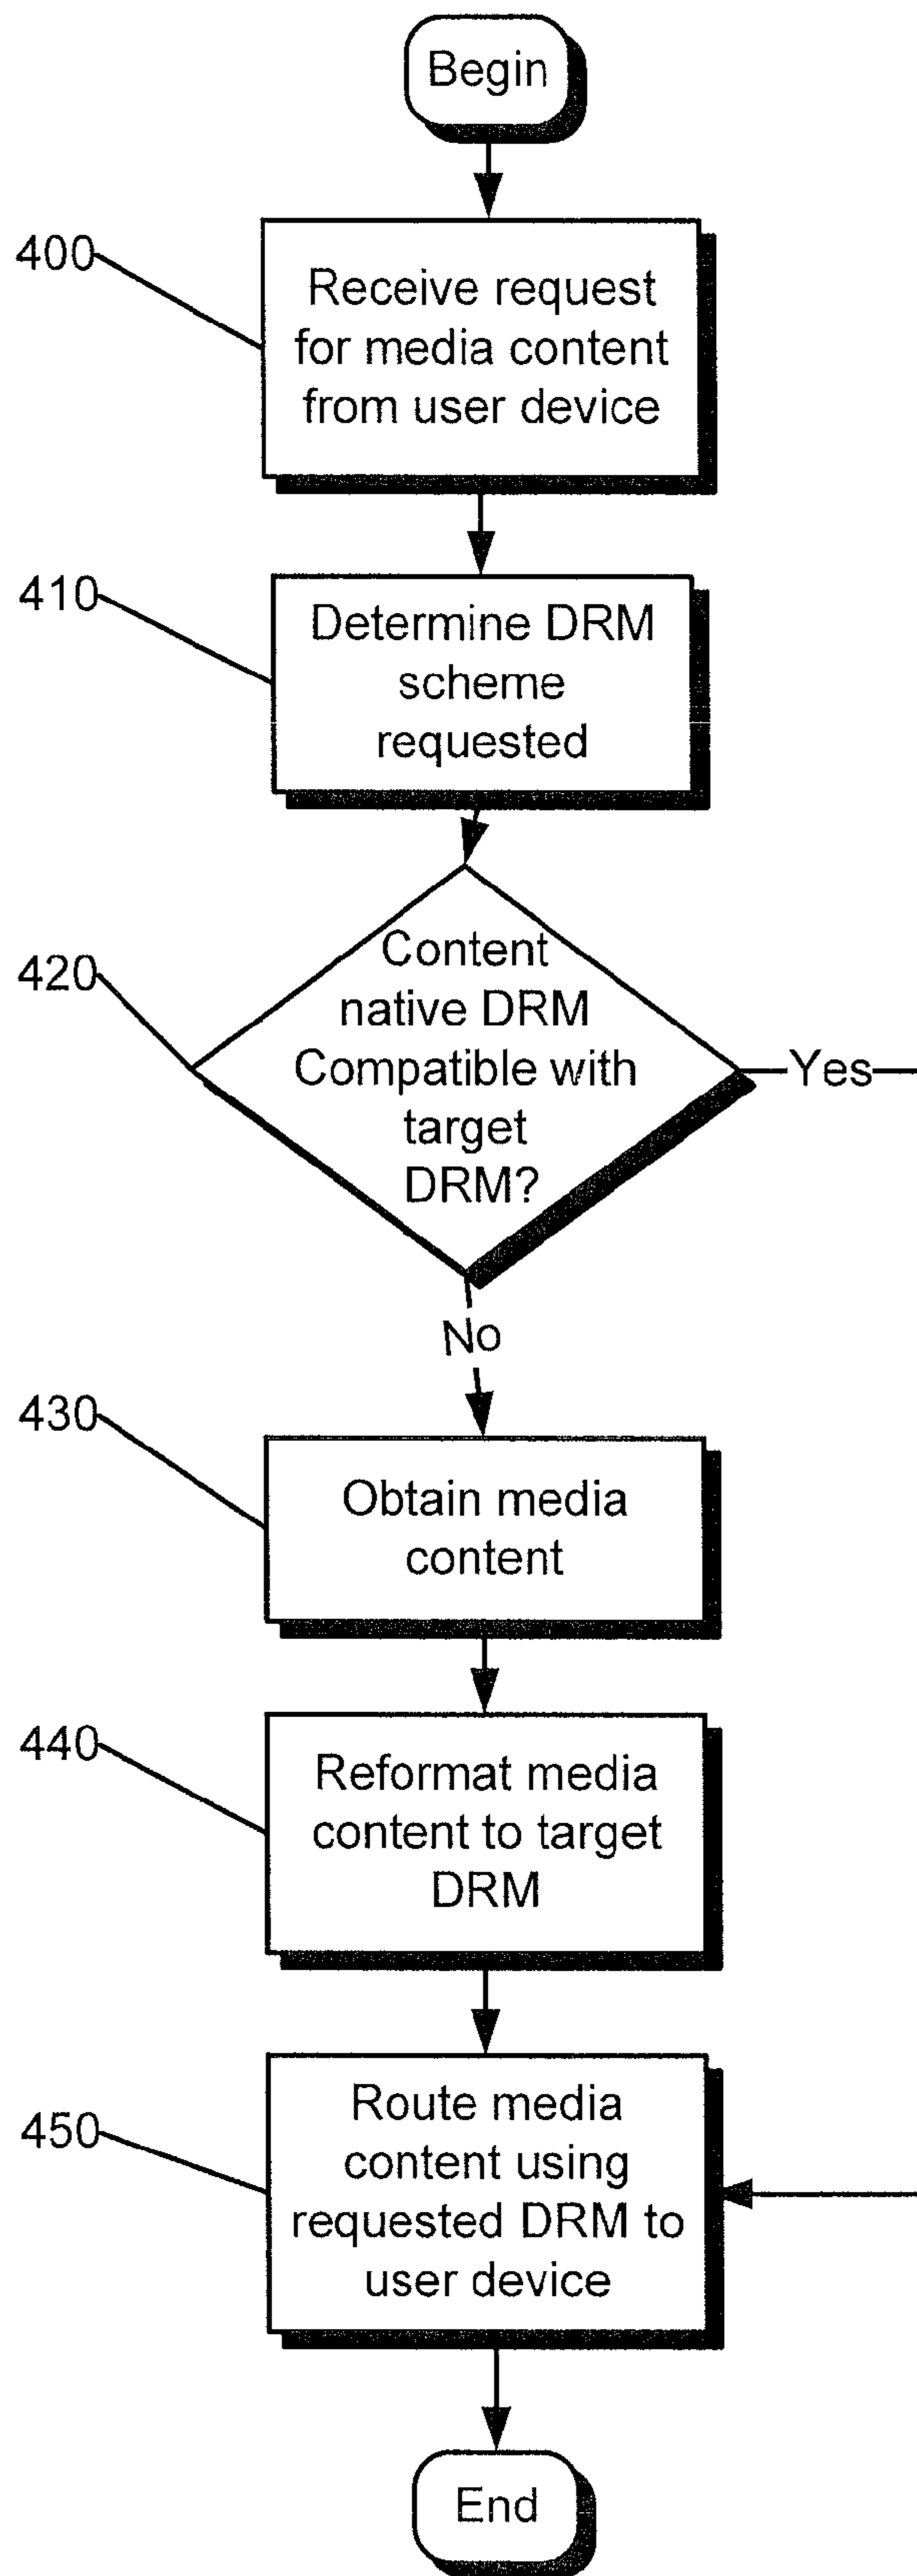 Begin
400
Receive request
for media content
from user device
410
Determine DRM
scheme
requested
420
Content
native DRM
Compatible with
target
DRM?
Yes
No
430
Obtain media
content
440
Reformat media
content to target
DRM
450
Route media
content using
requested DRM to
user device
End